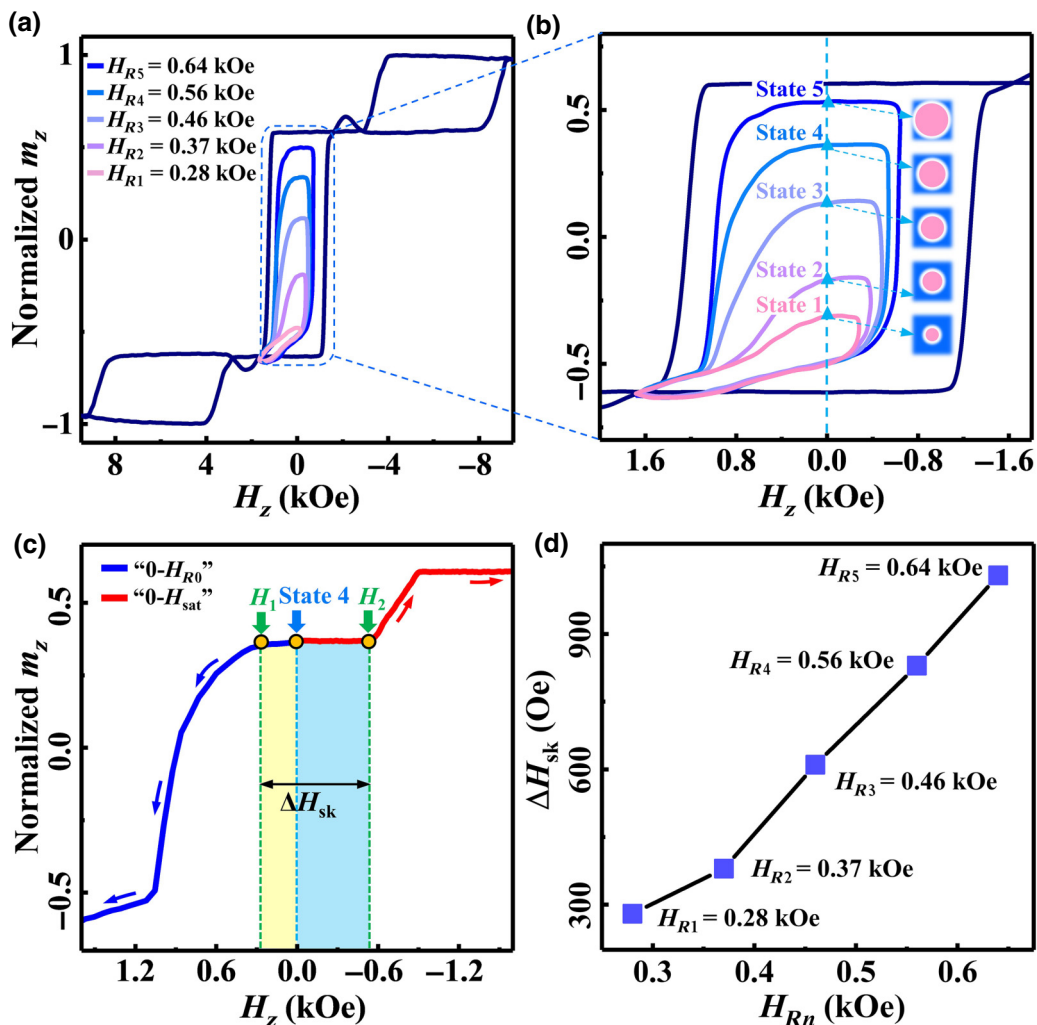 (a)
Normalized m_z
1
0
−1
H_R5 = 0.64 kOe
H_R4 = 0.56 kOe
H_R3 = 0.46 kOe
H_R2 = 0.37 kOe
H_R1 = 0.28 kOe
8 4 0 −4 −8
H_z (kOe)
(b)
0.5
0.0
−0.5
State 5
State 4
State 3
State 2
State 1
1.6 0.8 0.0 −0.8 −1.6
H_z (kOe)
(c)
Normalized m_z
0.5
0.0
−0.5
“0-H_R0”
“0-H_sat”
H_1 State 4 H_2
ΔH_sk
1.2 0.6 0.0 −0.6 −1.2
H_z (kOe)
(d)
ΔH_sk (Oe)
900
600
300
H_R5 = 0.64 kOe
H_R4 = 0.56 kOe
H_R3 = 0.46 kOe
H_R2 = 0.37 kOe
H_R1 = 0.28 kOe
0.3 0.4 0.5 0.6
H_Rn (kOe)